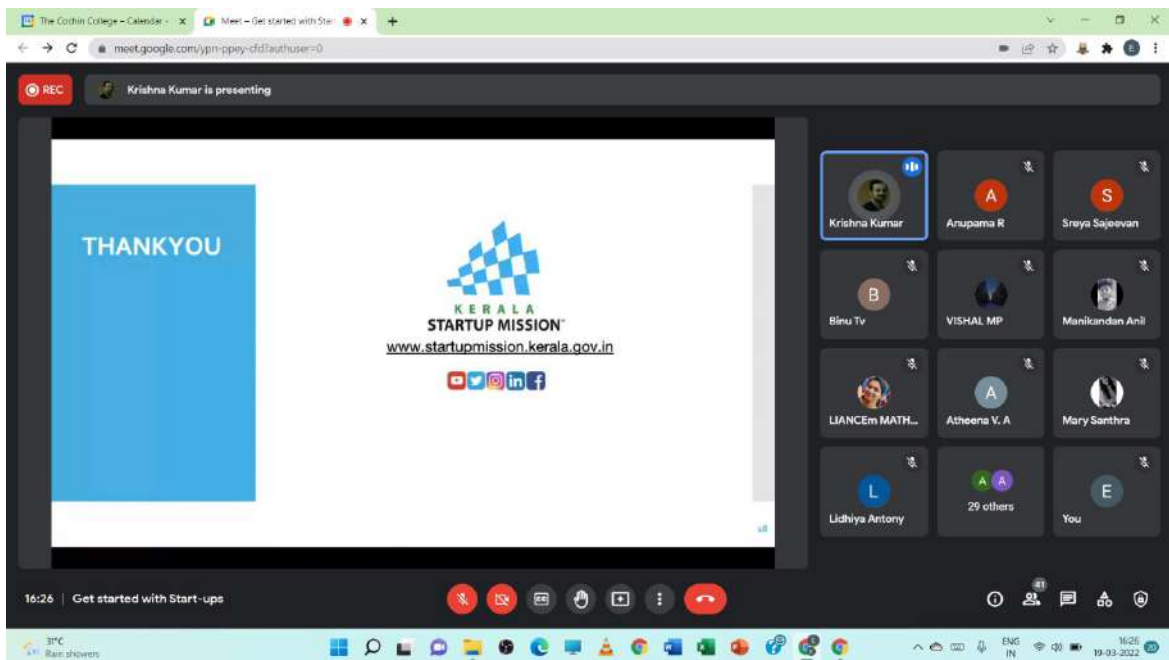 The Cochin College - Calendar -
Meet - Get started with Star
meet.google.com/ypn-ppey-cfd?authuser=0
E
REC
Krishna Kumar is presenting
THANKYOU
KERALA
STARTUP MISSION
www.startupmission.kerala.gov.in
Krishna Kumar
A
Anupama R
S
Sreya Sajeevan
B
Binu Tv
VISHAL MP
Manikandan Anil
LIANCEm MATH...
A
Atheena V. A
Mary Santhra
L
Lidhiya Antony
A A
29 others
E
You
16:26 | Get started with Start-ups
41
31°C
Rain showers
ENG
IN
19-03-2022